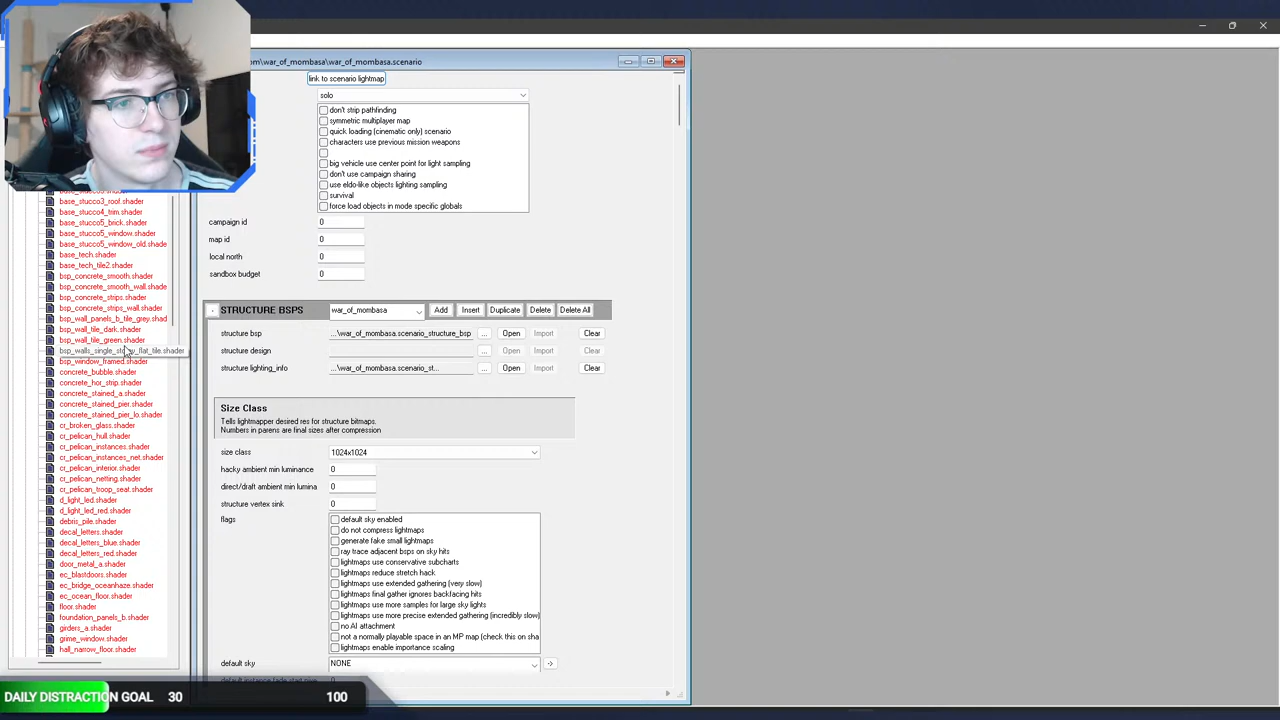 om\war_of_mombasa\war_of_mombasa.scenario
link to scenario lightmap
solo
don't strip pathfinding
symmetric multiplayer map
quick loading (cinematic only) scenario
characters use previous mission weapons
big vehicle use center point for light sampling
don't use campaign sharing
use eldo-like objects lighting sampling
survival
force load objects in mode specific globals
campaign id 0
map id 0
local north 0
sandbox budget 0
base_stucco3_roof.shader
base_stucco4_trim.shader
base_stucco5_brick.shader
base_stucco5_window.shader
base_stucco5_window_old.shade
base_tech.shader
base_tech_tile2.shader
bsp_concrete_smooth.shader
bsp_concrete_smooth_wall.shader
bsp_concrete_strips.shader
bsp_concrete_strips_wall.shader
bsp_wall_panels_b_tile_grey.shad
bsp_wall_tile_dark.shader
bsp_wall_tile_green.shader
bsp_walls_single_story_flat_tile.shader
bsp_window_framed.shader
concrete_bubble.shader
concrete_hor_strip.shader
concrete_stained_a.shader
concrete_stained_pier.shader
concrete_stained_pier_lo.shader
cr_broken_glass.shader
cr_pelican_hull.shader
cr_pelican_instances.shader
cr_pelican_instances_net.shader
cr_pelican_interior.shader
cr_pelican_netting.shader
cr_pelican_troop_seat.shader
d_light_led.shader
d_light_led_red.shader
debris_pile.shader
decal_letters.shader
decal_letters_blue.shader
decal_letters_red.shader
door_metal_a.shader
ec_blastdoors.shader
ec_bridge_oceanhaze.shader
ec_ocean_floor.shader
floor.shader
foundation_panels_b.shader
girders_a.shader
grime_window.shader
hall_narrow_floor.shader
STRUCTURE BSPS war_of_mombasa Add Insert Duplicate Delete Delete All
structure bsp ...\war_of_mombasa.scenario_structure_bsp ... Open Import Clear
structure design ... Open Import Clear
structure lighting_info ...\war_of_mombasa.scenario_st... ... Open Import Clear
Size Class
Tells lightmapper desired res for structure bitmaps.
Numbers in parens are final sizes after compression
size class 1024x1024
hacky ambient min luminance 0
direct/draft ambient min lumina 0
structure vertex sink 0
flags
default sky enabled
do not compress lightmaps
generate fake small lightmaps
ray trace adjacent bsps on sky hits
lightmaps use conservative subcharts
lightmaps reduce stretch hack
lightmaps use extended gathering (very slow)
lightmaps final gather ignores backfacing hits
lightmaps use more samples for large sky lights
lightmaps use more precise extended gathering (incredibly slow)
no AI attachment
not a normally playable space in an MP map (check this on sha
lightmaps enable importance scaling
default sky NONE
DAILY DISTRACTION GOAL 30 100